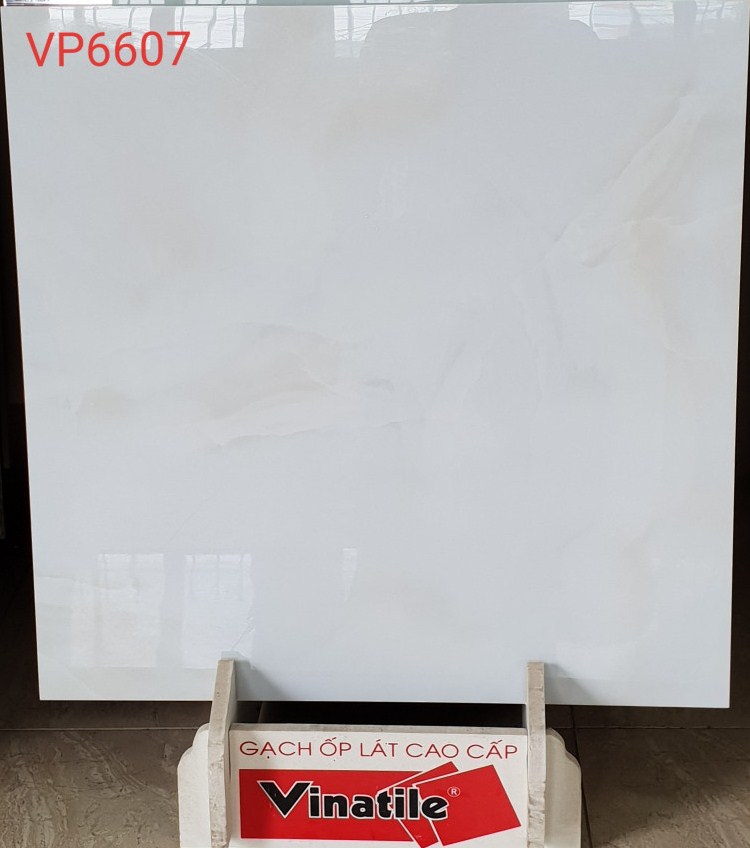 VP6607
GẠCH ỐP LÁT CAO CẤP
Vinatile®